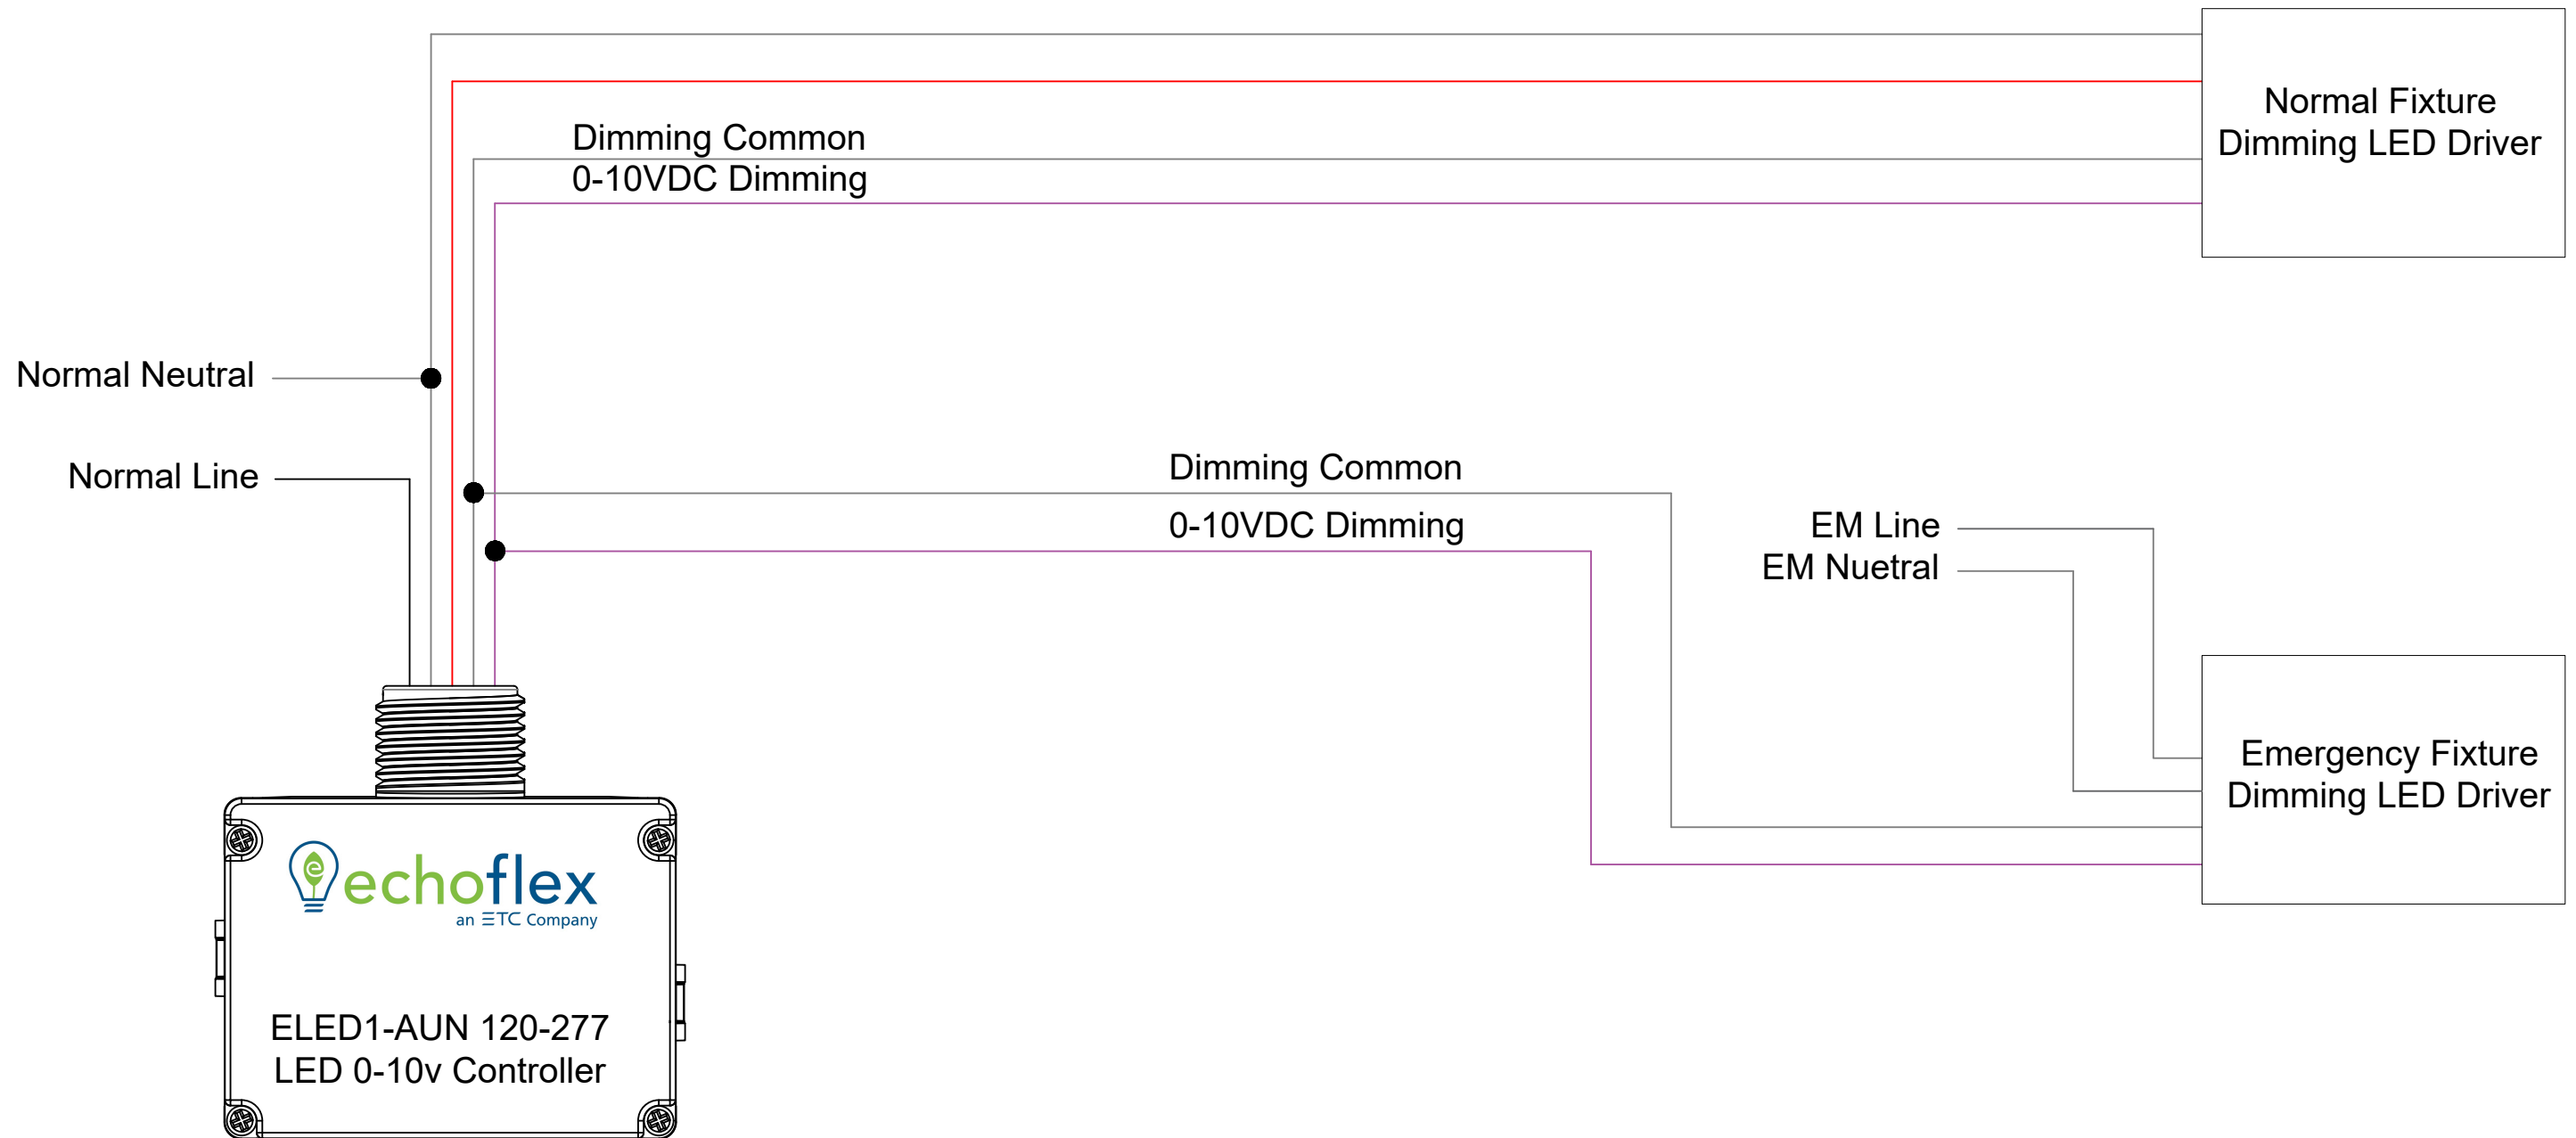 Dimming Common
0-10VDC Dimming
Normal Fixture
Dimming LED Driver
Normal Neutral
Normal Line
Dimming Common
0-10VDC Dimming
EM Line
EM Nuetral
Emergency Fixture
Dimming LED Driver
echoflex
an ETC Company
ELED1-AUN 120-277
LED 0-10v Controller